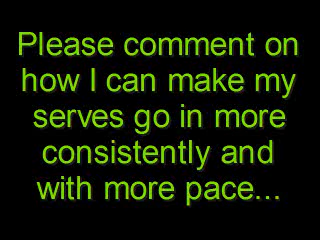 Please comment on
how I can make my
serves go in more
consistently and
with more pace...